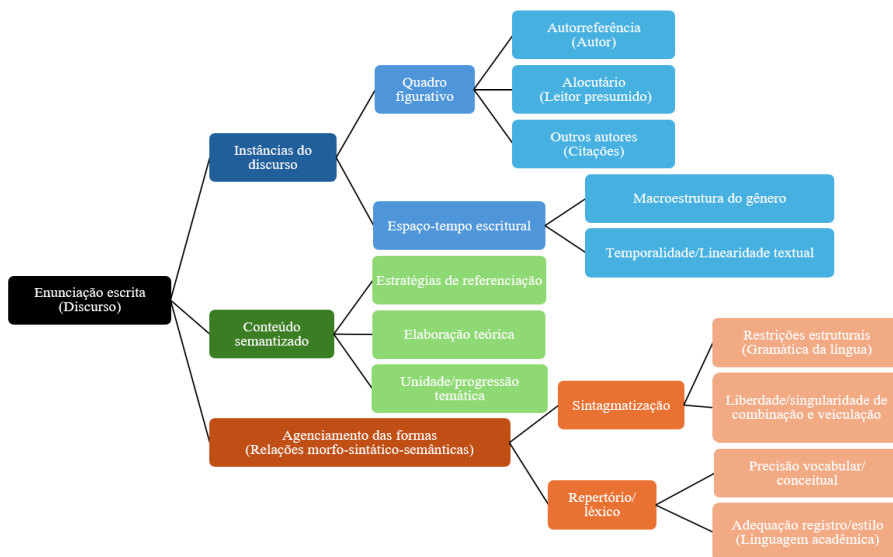 Enunciação escrita
(Discurso)
Instâncias do
discurso
Quadro
figurativo
Autorreferência
(Autor)
Alocutário
(Leitor presumido)
Outros autores
(Citações)
Espaço-tempo escritural
Macroestrutura do gênero
Temporalidade/Linearidade textual
Conteúdo
semantizado
Estratégias de referenciação
Elaboração teórica
Unidade/progressão
temática
Agenciamento das formas
(Relações morfo-sintático-semânticas)
Sintagmatização
Restrições estruturais
(Gramática da língua)
Liberdade/singularidade de
combinação e veiculação
Repertório/
léxico
Precisão vocabular/
conceitual
Adequação registro/estilo
(Linguagem acadêmica)